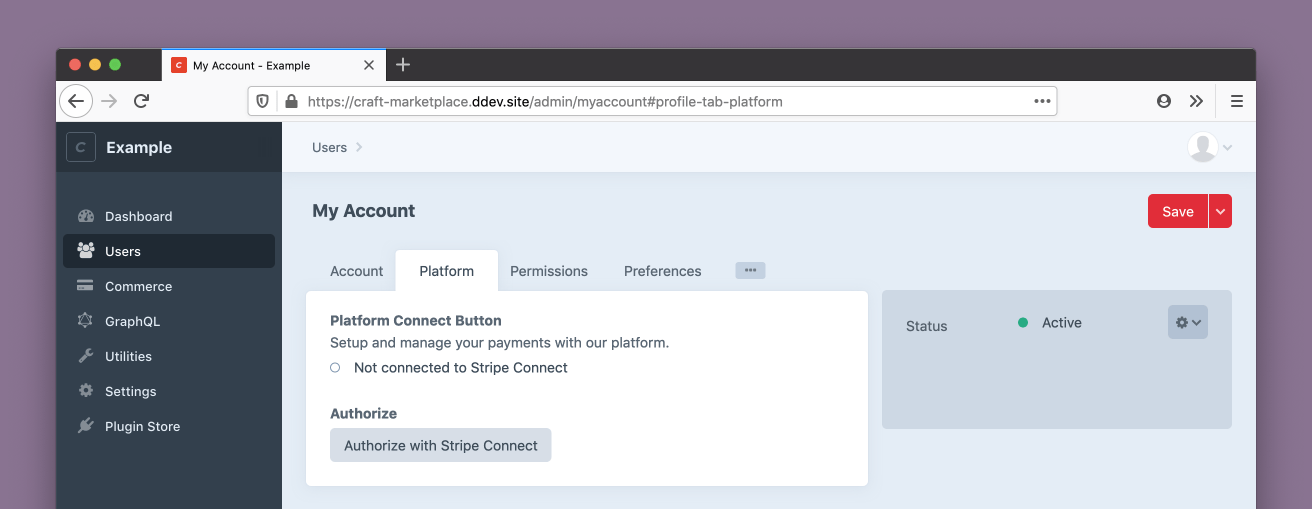 My Account - Example
https://craft-marketplace.ddev.site/admin/myaccount#profile-tab-platform
C Example
Users
Dashboard
Users
Commerce
GraphQL
Utilities
Settings
Plugin Store
My Account
Save
Account
Platform
Permissions
Preferences
Platform Connect Button
Setup and manage your payments with our platform.
Not connected to Stripe Connect
Authorize
Authorize with Stripe Connect
Status
Active